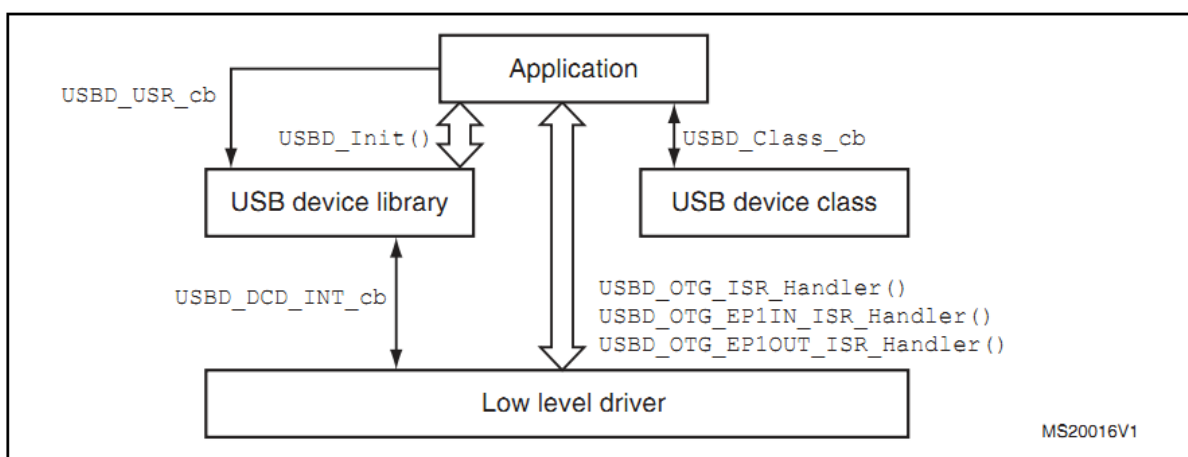 Application
USBD_USR_cb
USBD_Init()
USBD_Class_cb
USB device library
USB device class
USBD_DCD_INT_cb
USBD_OTG_ISR_Handler()
USBD_OTG_EP1IN_ISR_Handler()
USBD_OTG_EP1OUT_ISR_Handler()
Low level driver
MS20016V1